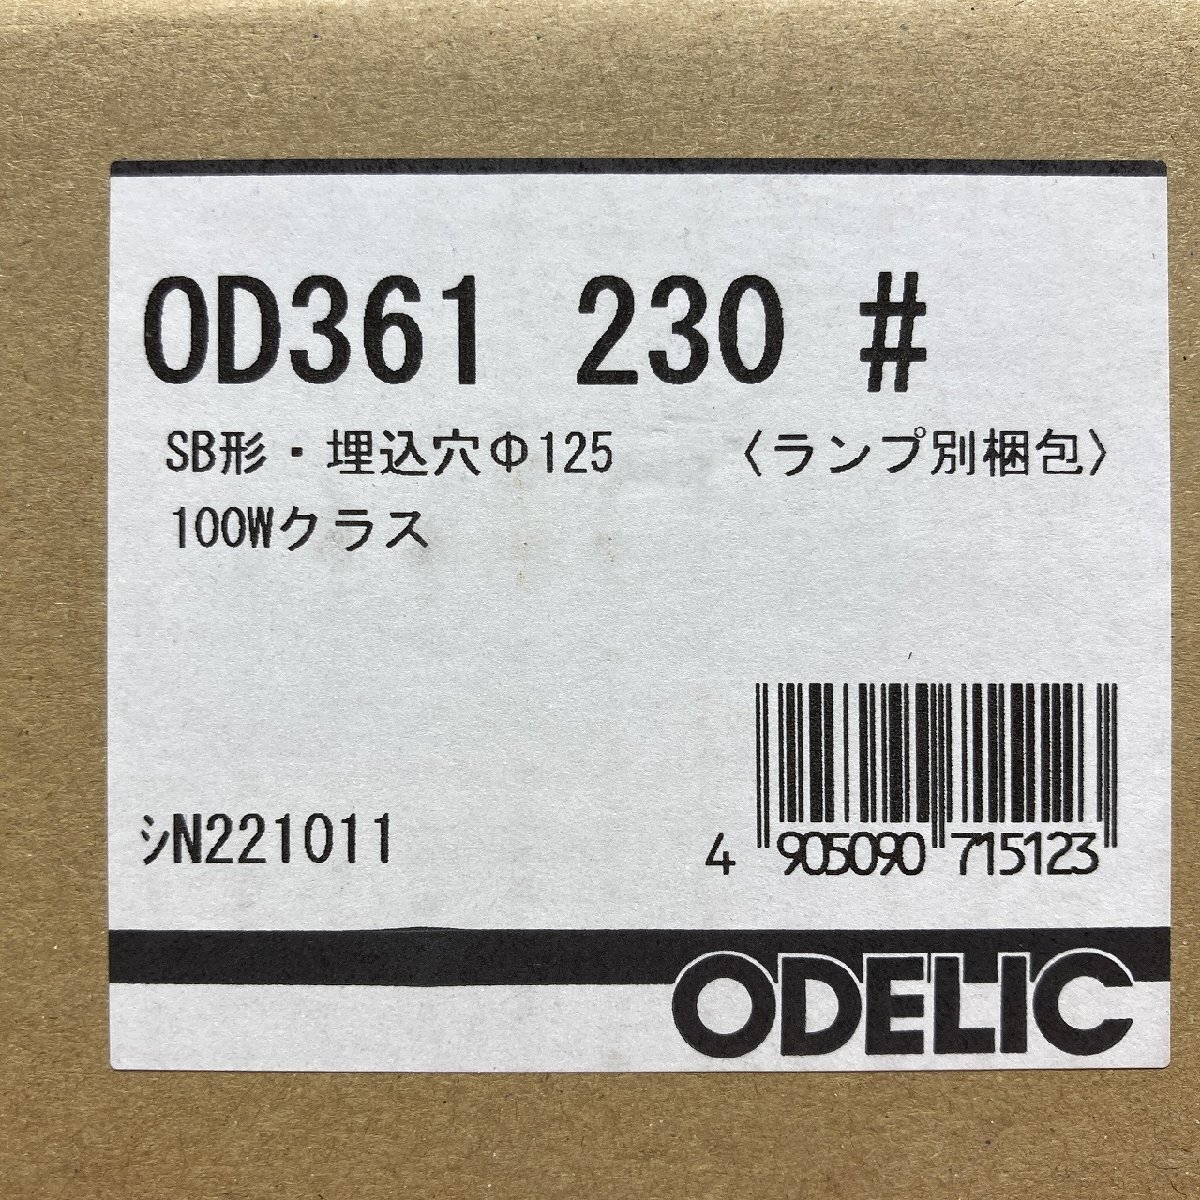 OD361 230 #
SB形・埋込穴Φ125 〈ランプ別梱包〉
100Wクラス
ｼN221011
4 905090 715123
ODELIC